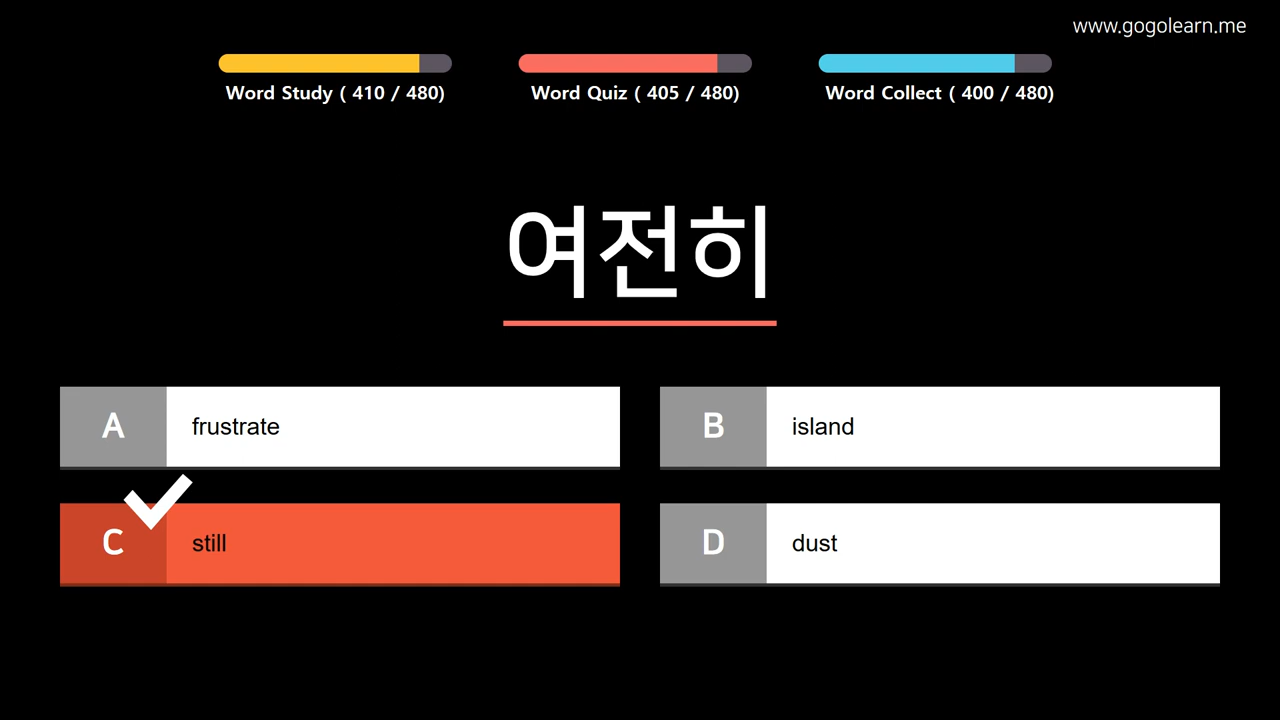 www.gogolearn.me
Word Study ( 410 / 480)
Word Quiz ( 405 / 480)
Word Collect ( 400 / 480)
여전히
A
frustrate
B
island
C
still
D
dust